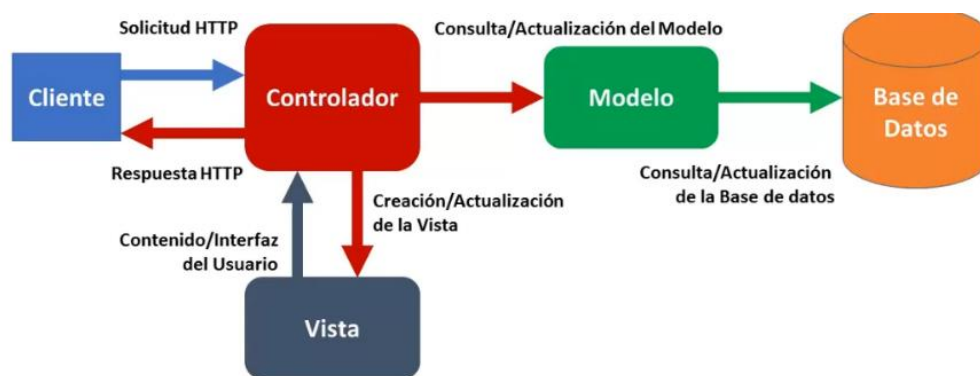 Solicitud HTTP
Consulta/Actualización del Modelo
Cliente
Controlador
Modelo
Base de
Datos
Respuesta HTTP
Creación/Actualización
de la Vista
Consulta/Actualización
de la Base de datos
Contenido/Interfaz
del Usuario
Vista